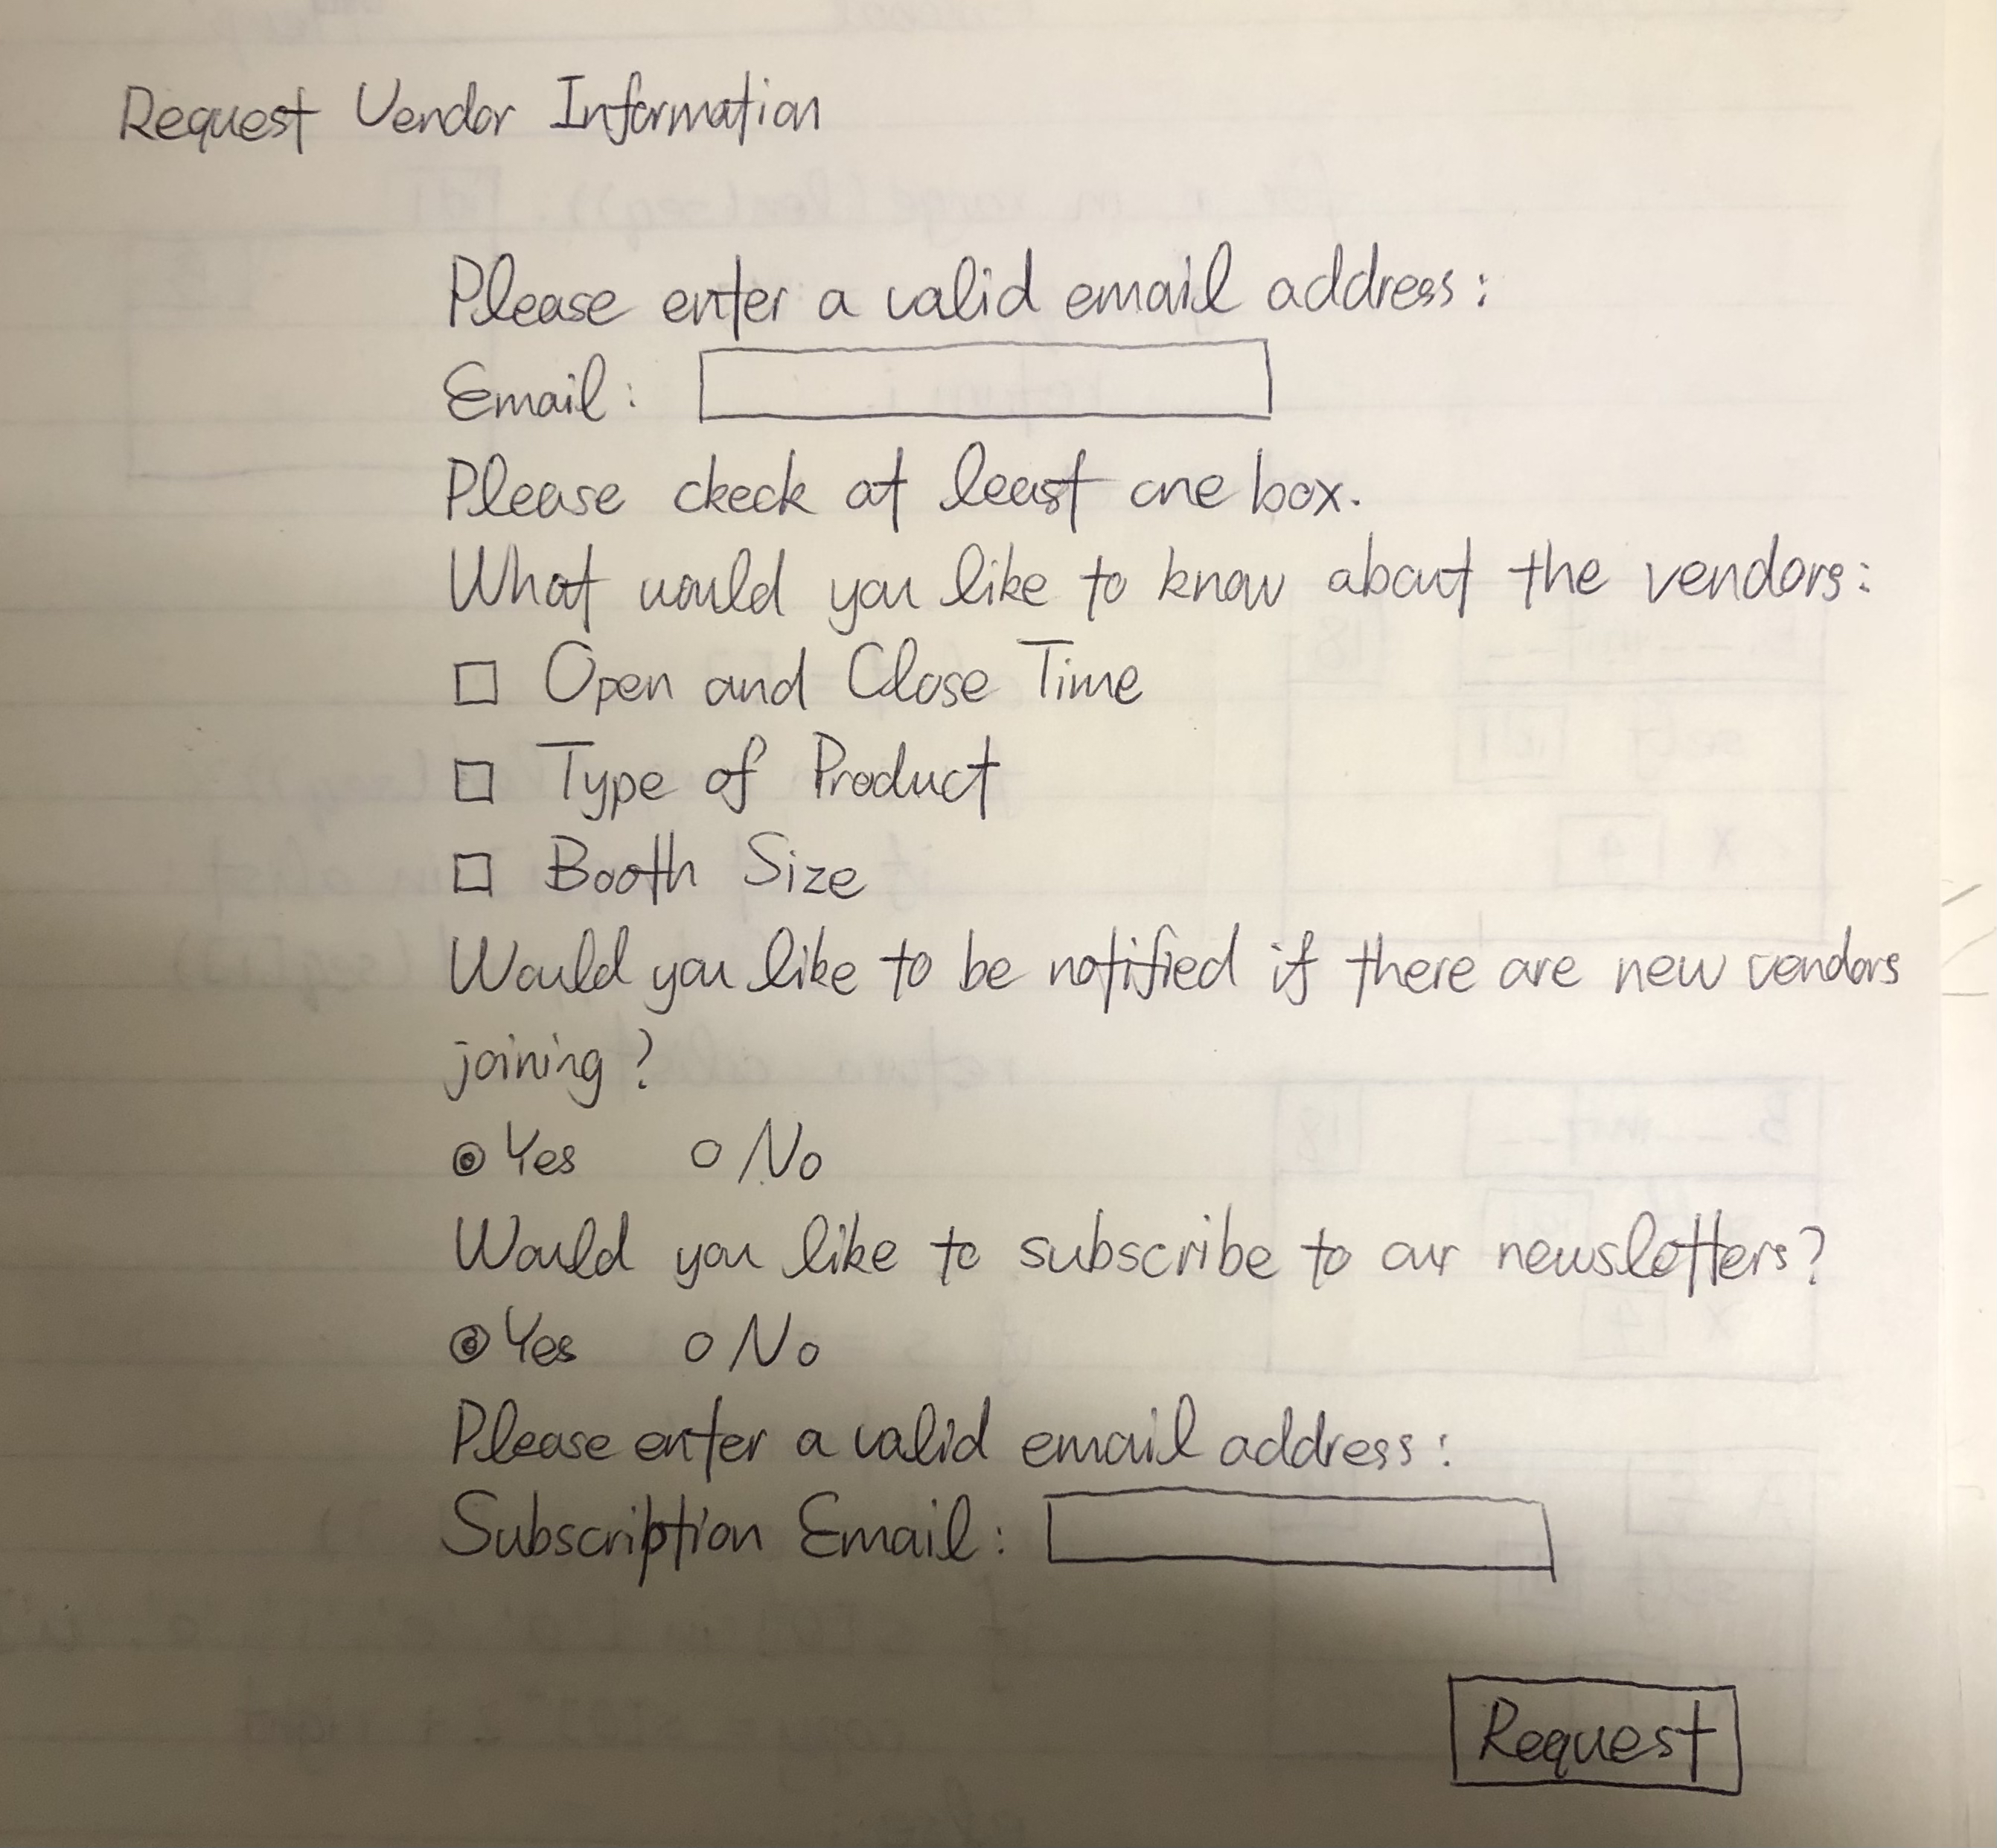 Request Vendor Information
Please enter a valid email address:
Email:
Please ckeck at least one box.
What would you like to know about the vendors:
Open and Close Time
Type of Product
Booth Size
Would you like to be notified if there are new vendors
joining?
Yes No
Would you like to subscribe to our newsletters?
Yes No
Please enter a valid email address:
Subscription Email:
Request